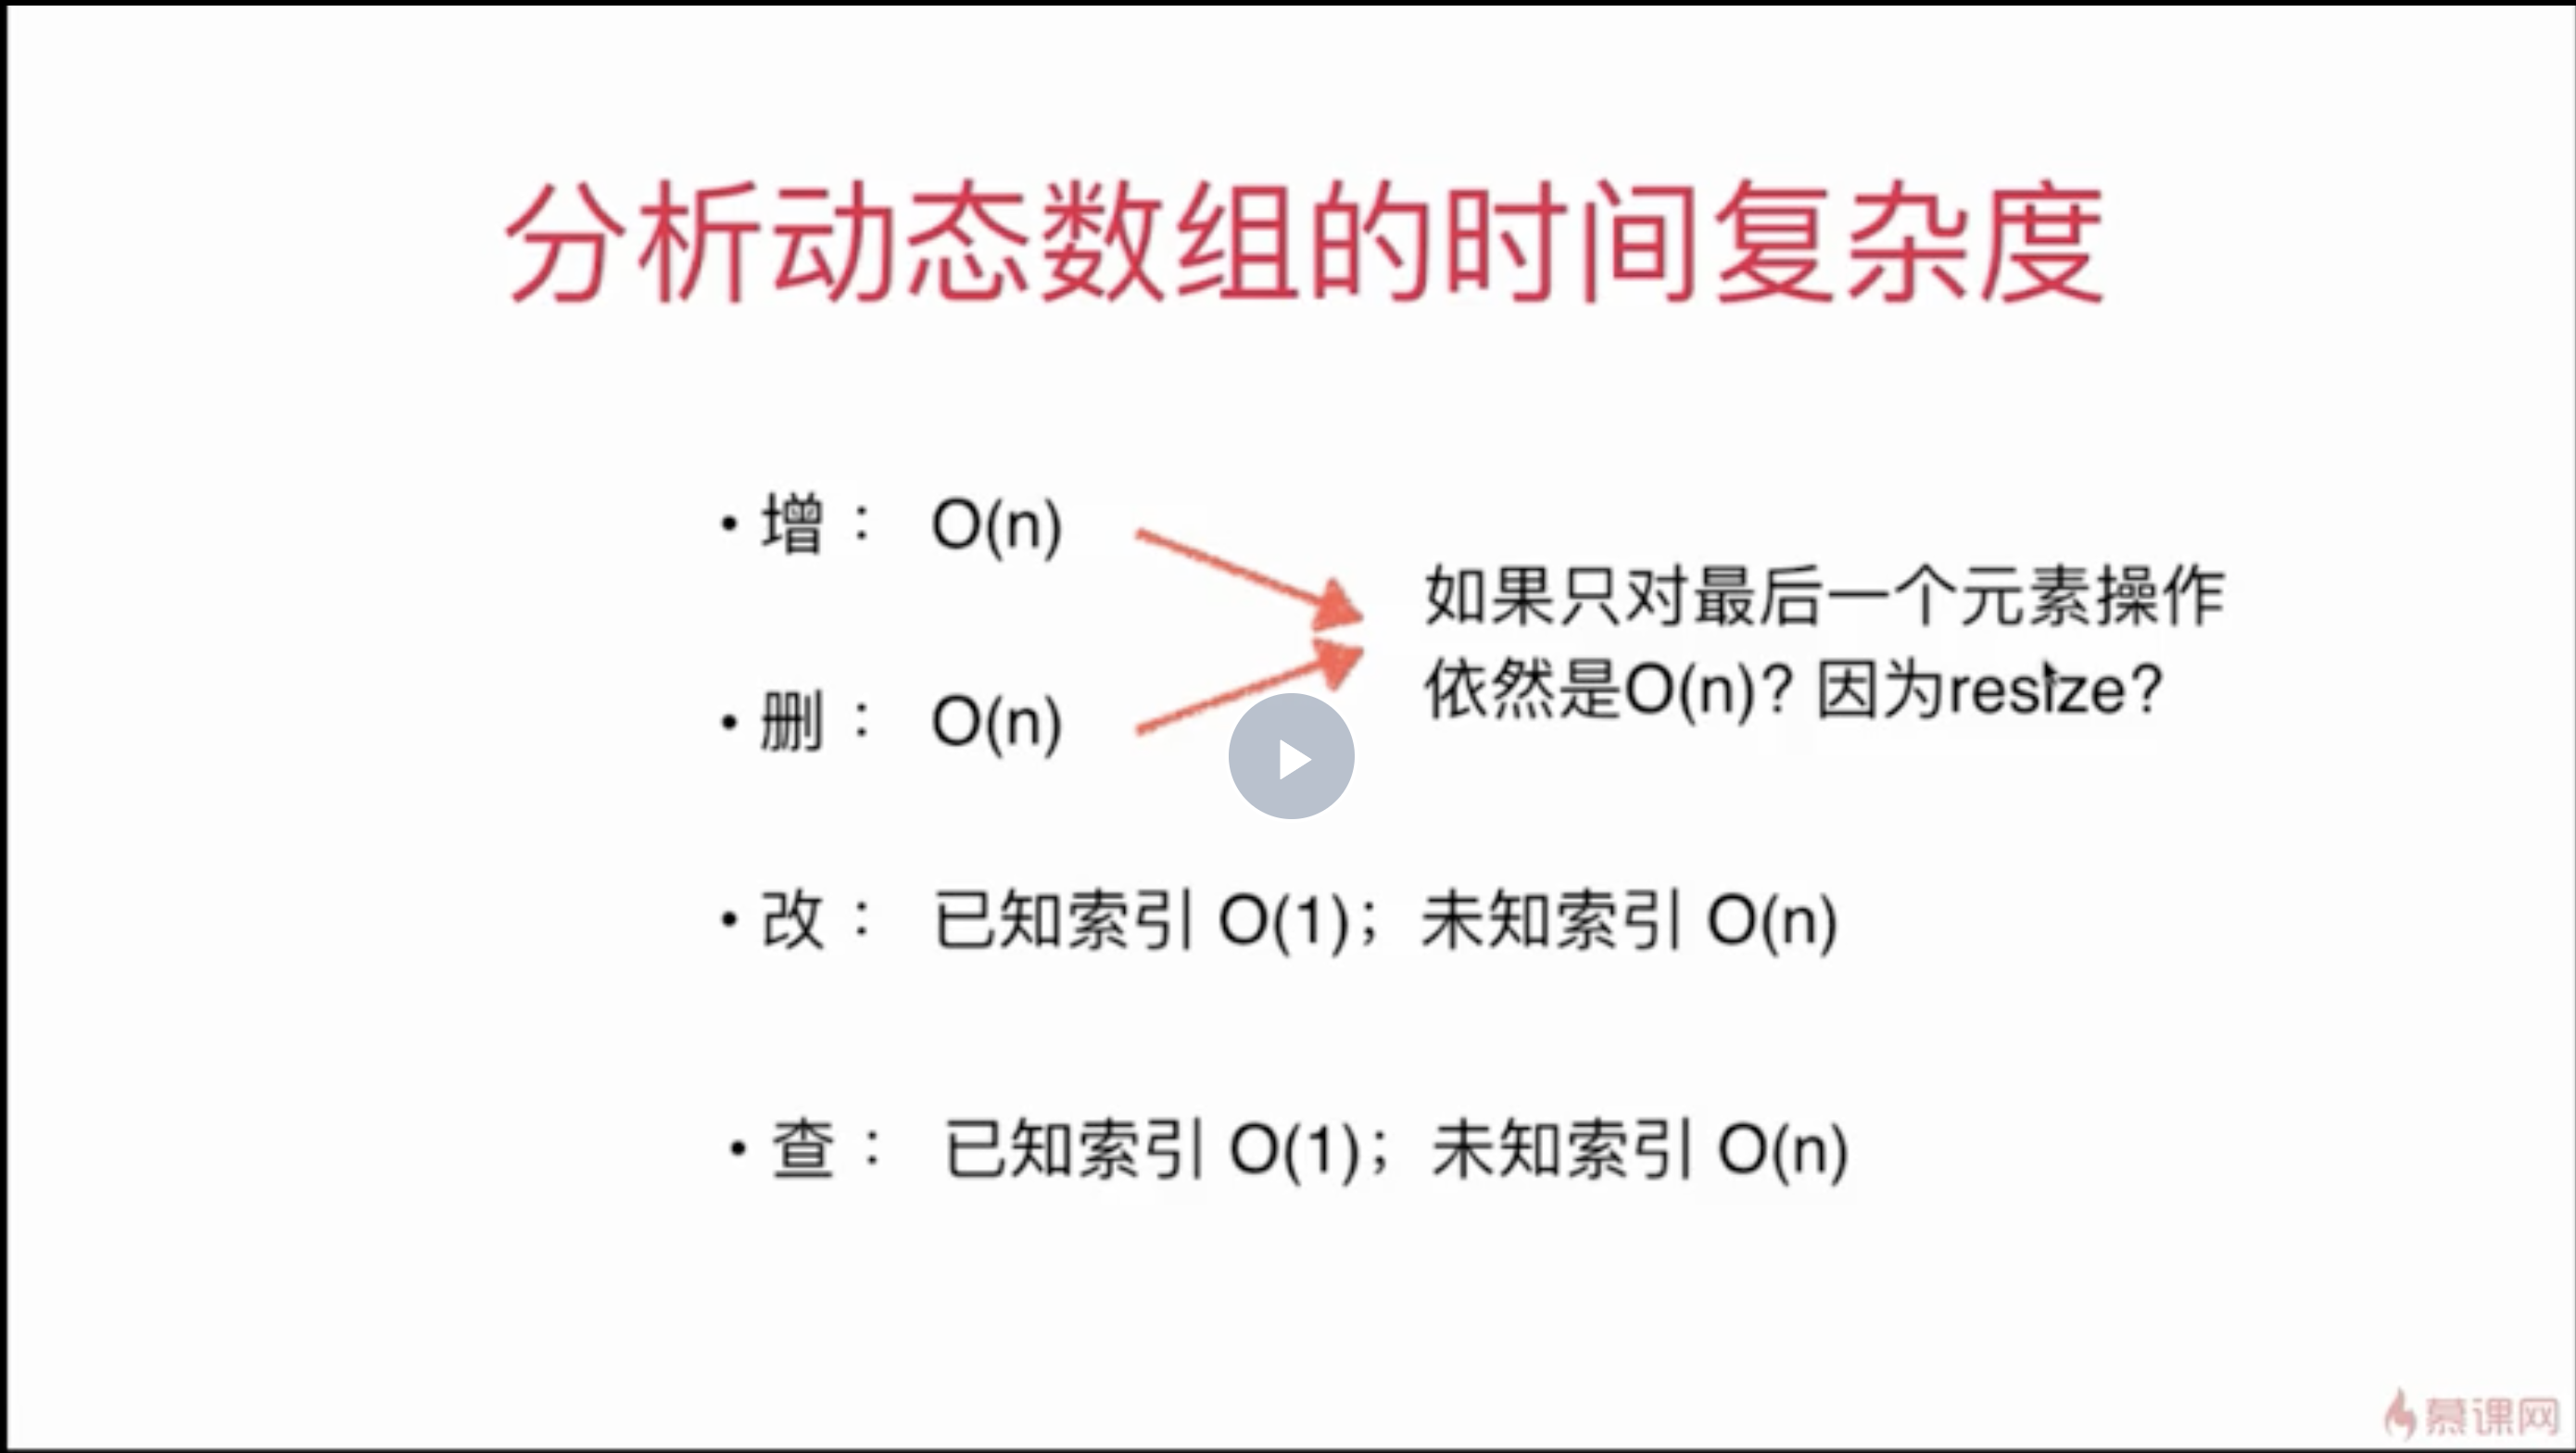 分析动态数组的时间复杂度
• 增： O(n)
如果只对最后一个元素操作
依然是O(n)? 因为resize?
• 删： O(n)
• 改： 已知索引 O(1)；未知索引 O(n)
• 查： 已知索引 O(1)；未知索引 O(n)
慕课网